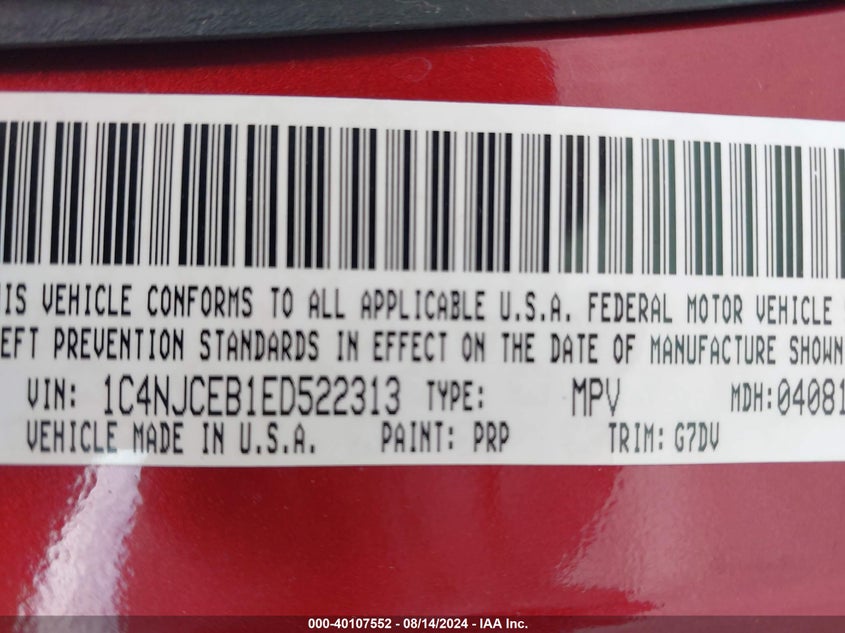 IS VEHICLE CONFORMS TO ALL APPLICABLE U.S.A. FEDERAL MOTOR VEHICLE
EFT PREVENTION STANDARDS IN EFFECT ON THE DATE OF MANUFACTURE SHOWN
VIN: 1C4NJCEB1ED522313 TYPE: MPV MDH:04081
VEHICLE MADE IN U.S.A. PAINT: PRP TRIM: G7DV
000-40107552 - 08/14/2024 - IAA Inc.